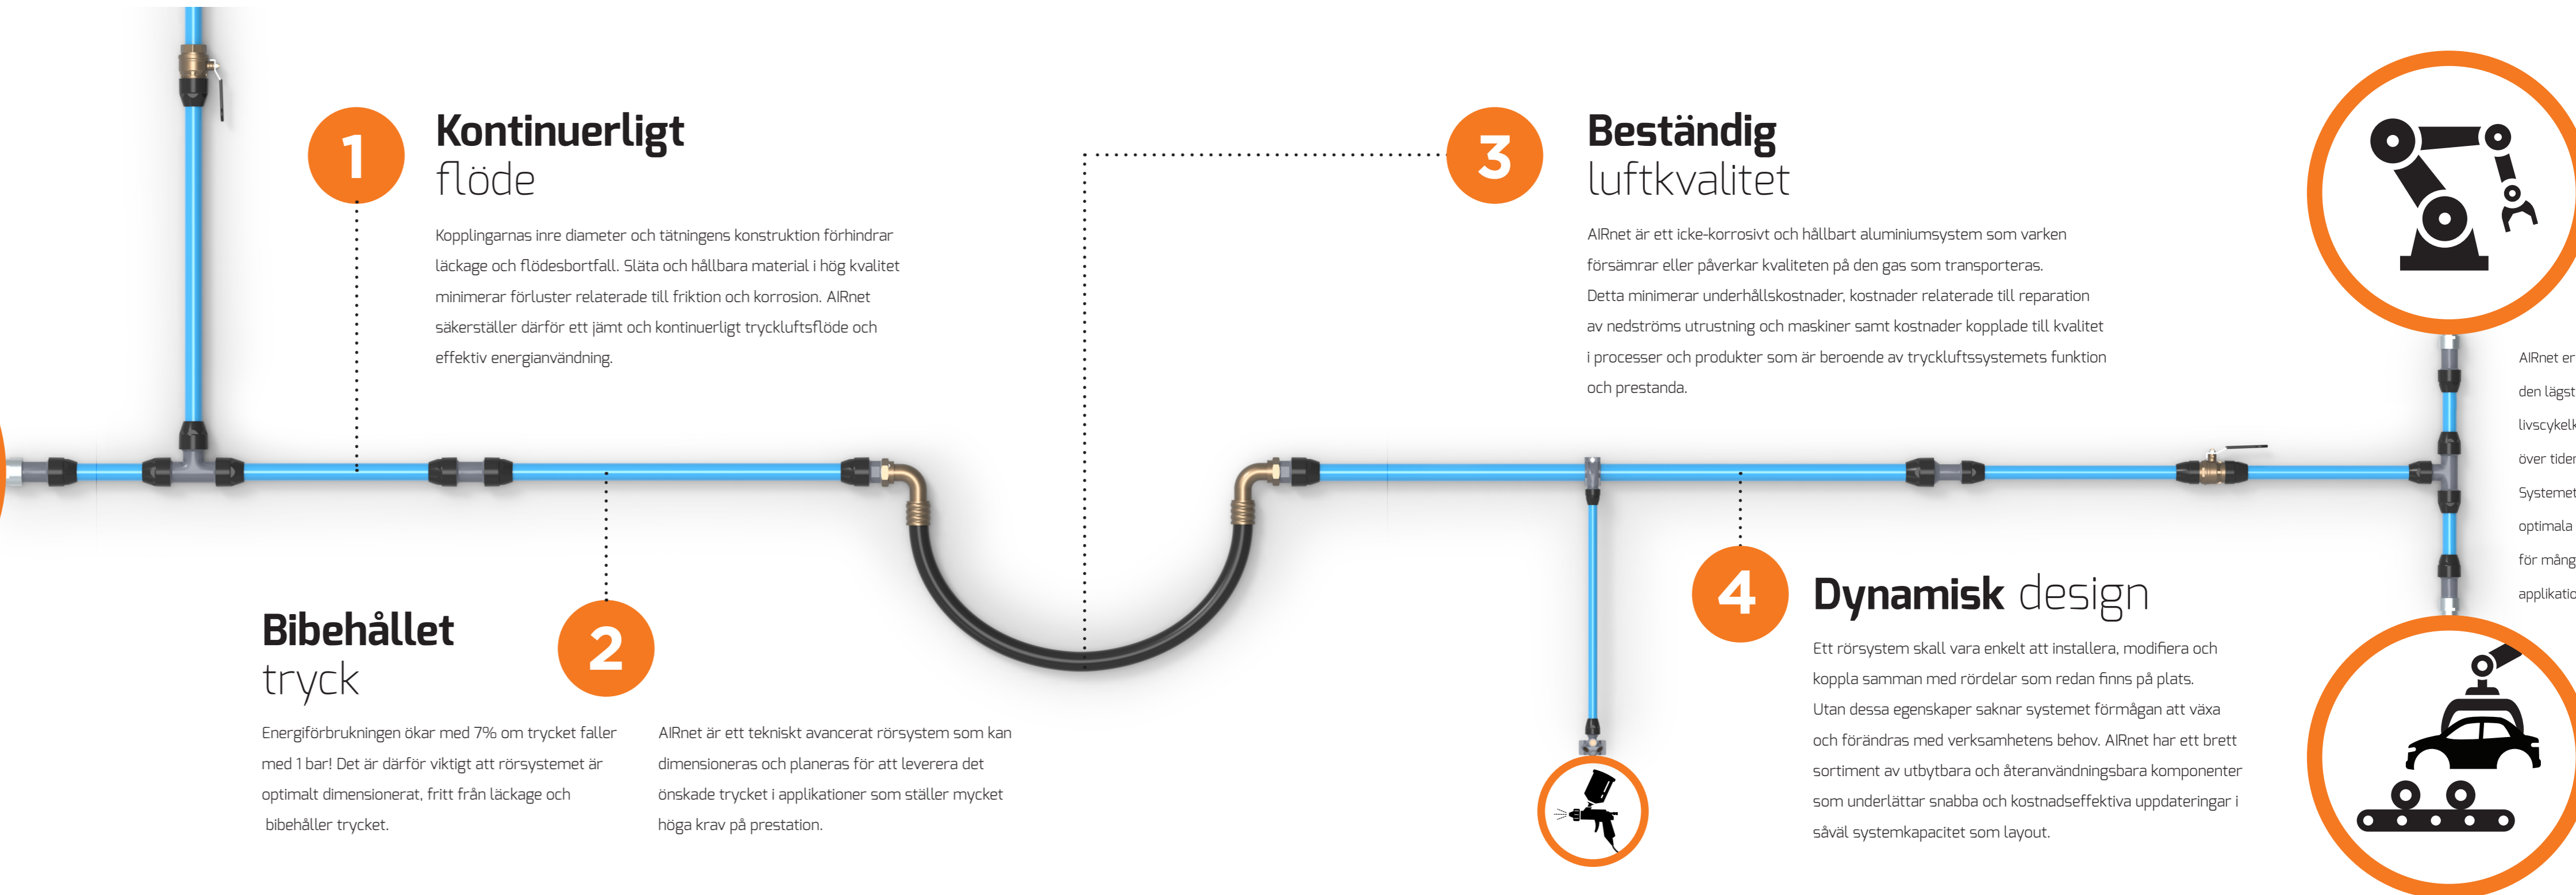 1
Kontinuerligt
flöde
Kopplingarnas inre diameter och tätningens konstruktion förhindrar
läckage och flödesbortfall. Släta och hållbara material i hög kvalitet
minimerar förluster relaterade till friktion och korrosion. AIRnet
säkerställer därför ett jämt och kontinuerligt tryckluftsflöde och
effektiv energianvändning.
Bibehållet
tryck
2
Energiförbrukningen ökar med 7% om trycket faller
med 1 bar! Det är därför viktigt att rörsystemet är
optimalt dimensionerat, fritt från läckage och
bibehåller trycket.
AIRnet är ett tekniskt avancerat rörsystem som kan
dimensioneras och planeras för att leverera det
önskade trycket i applikationer som ställer mycket
höga krav på prestation.
3
Beständig
luftkvalitet
AIRnet är ett icke-korrosivt och hållbart aluminiumsystem som varken
försämrar eller påverkar kvaliteten på den gas som transporteras.
Detta minimerar underhållskostnader, kostnader relaterade till reparation
av nedströms utrustning och maskiner samt kostnader kopplade till kvalitet
i processer och produkter som är beroende av tryckluftssystemets funktion
och prestanda.
4
Dynamisk design
Ett rörsystem skall vara enkelt att installera, modifiera och
koppla samman med rördelar som redan finns på plats.
Utan dessa egenskaper saknar systemet förmågan att växa
och förändras med verksamhetens behov. AIRnet har ett brett
sortiment av utbytbara och återanvändningsbara komponenter
som underlättar snabba och kostnadseffektiva uppdateringar i
såväl systemkapacitet som layout.
AIRnet er
den lägst
livscykelk
över tiden
Systemet
optimala
för mång
applikatio